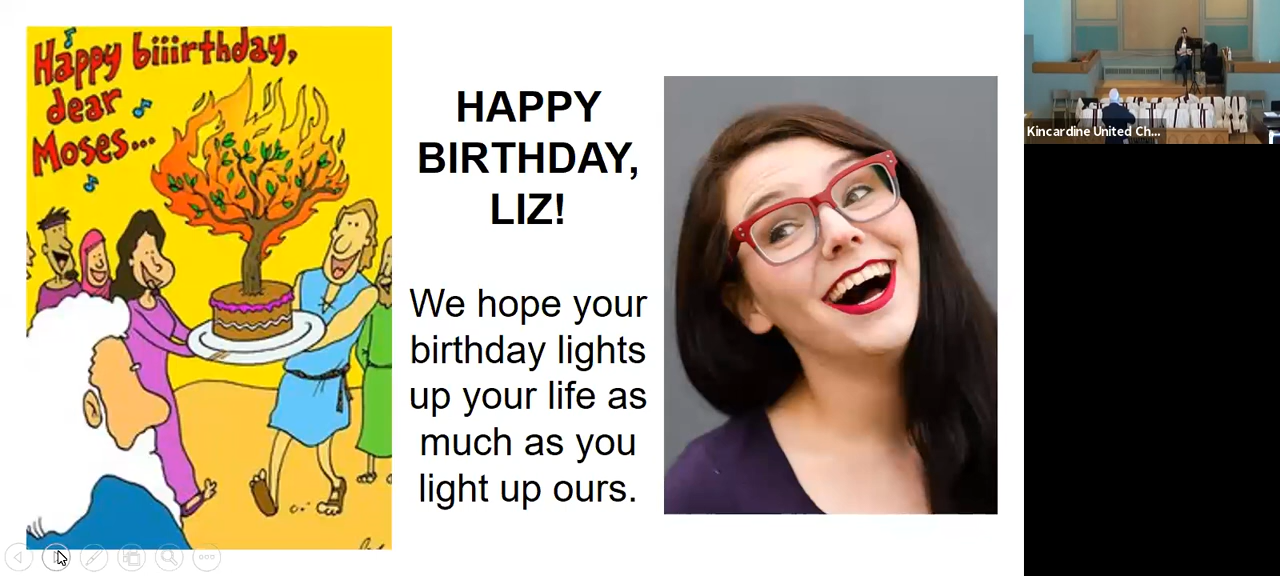 Happy biiirthday,
dear
Moses...
HAPPY
BIRTHDAY,
LIZ!
We hope your
birthday lights
up your life as
much as you
light up ours.
Kincardine United Ch...